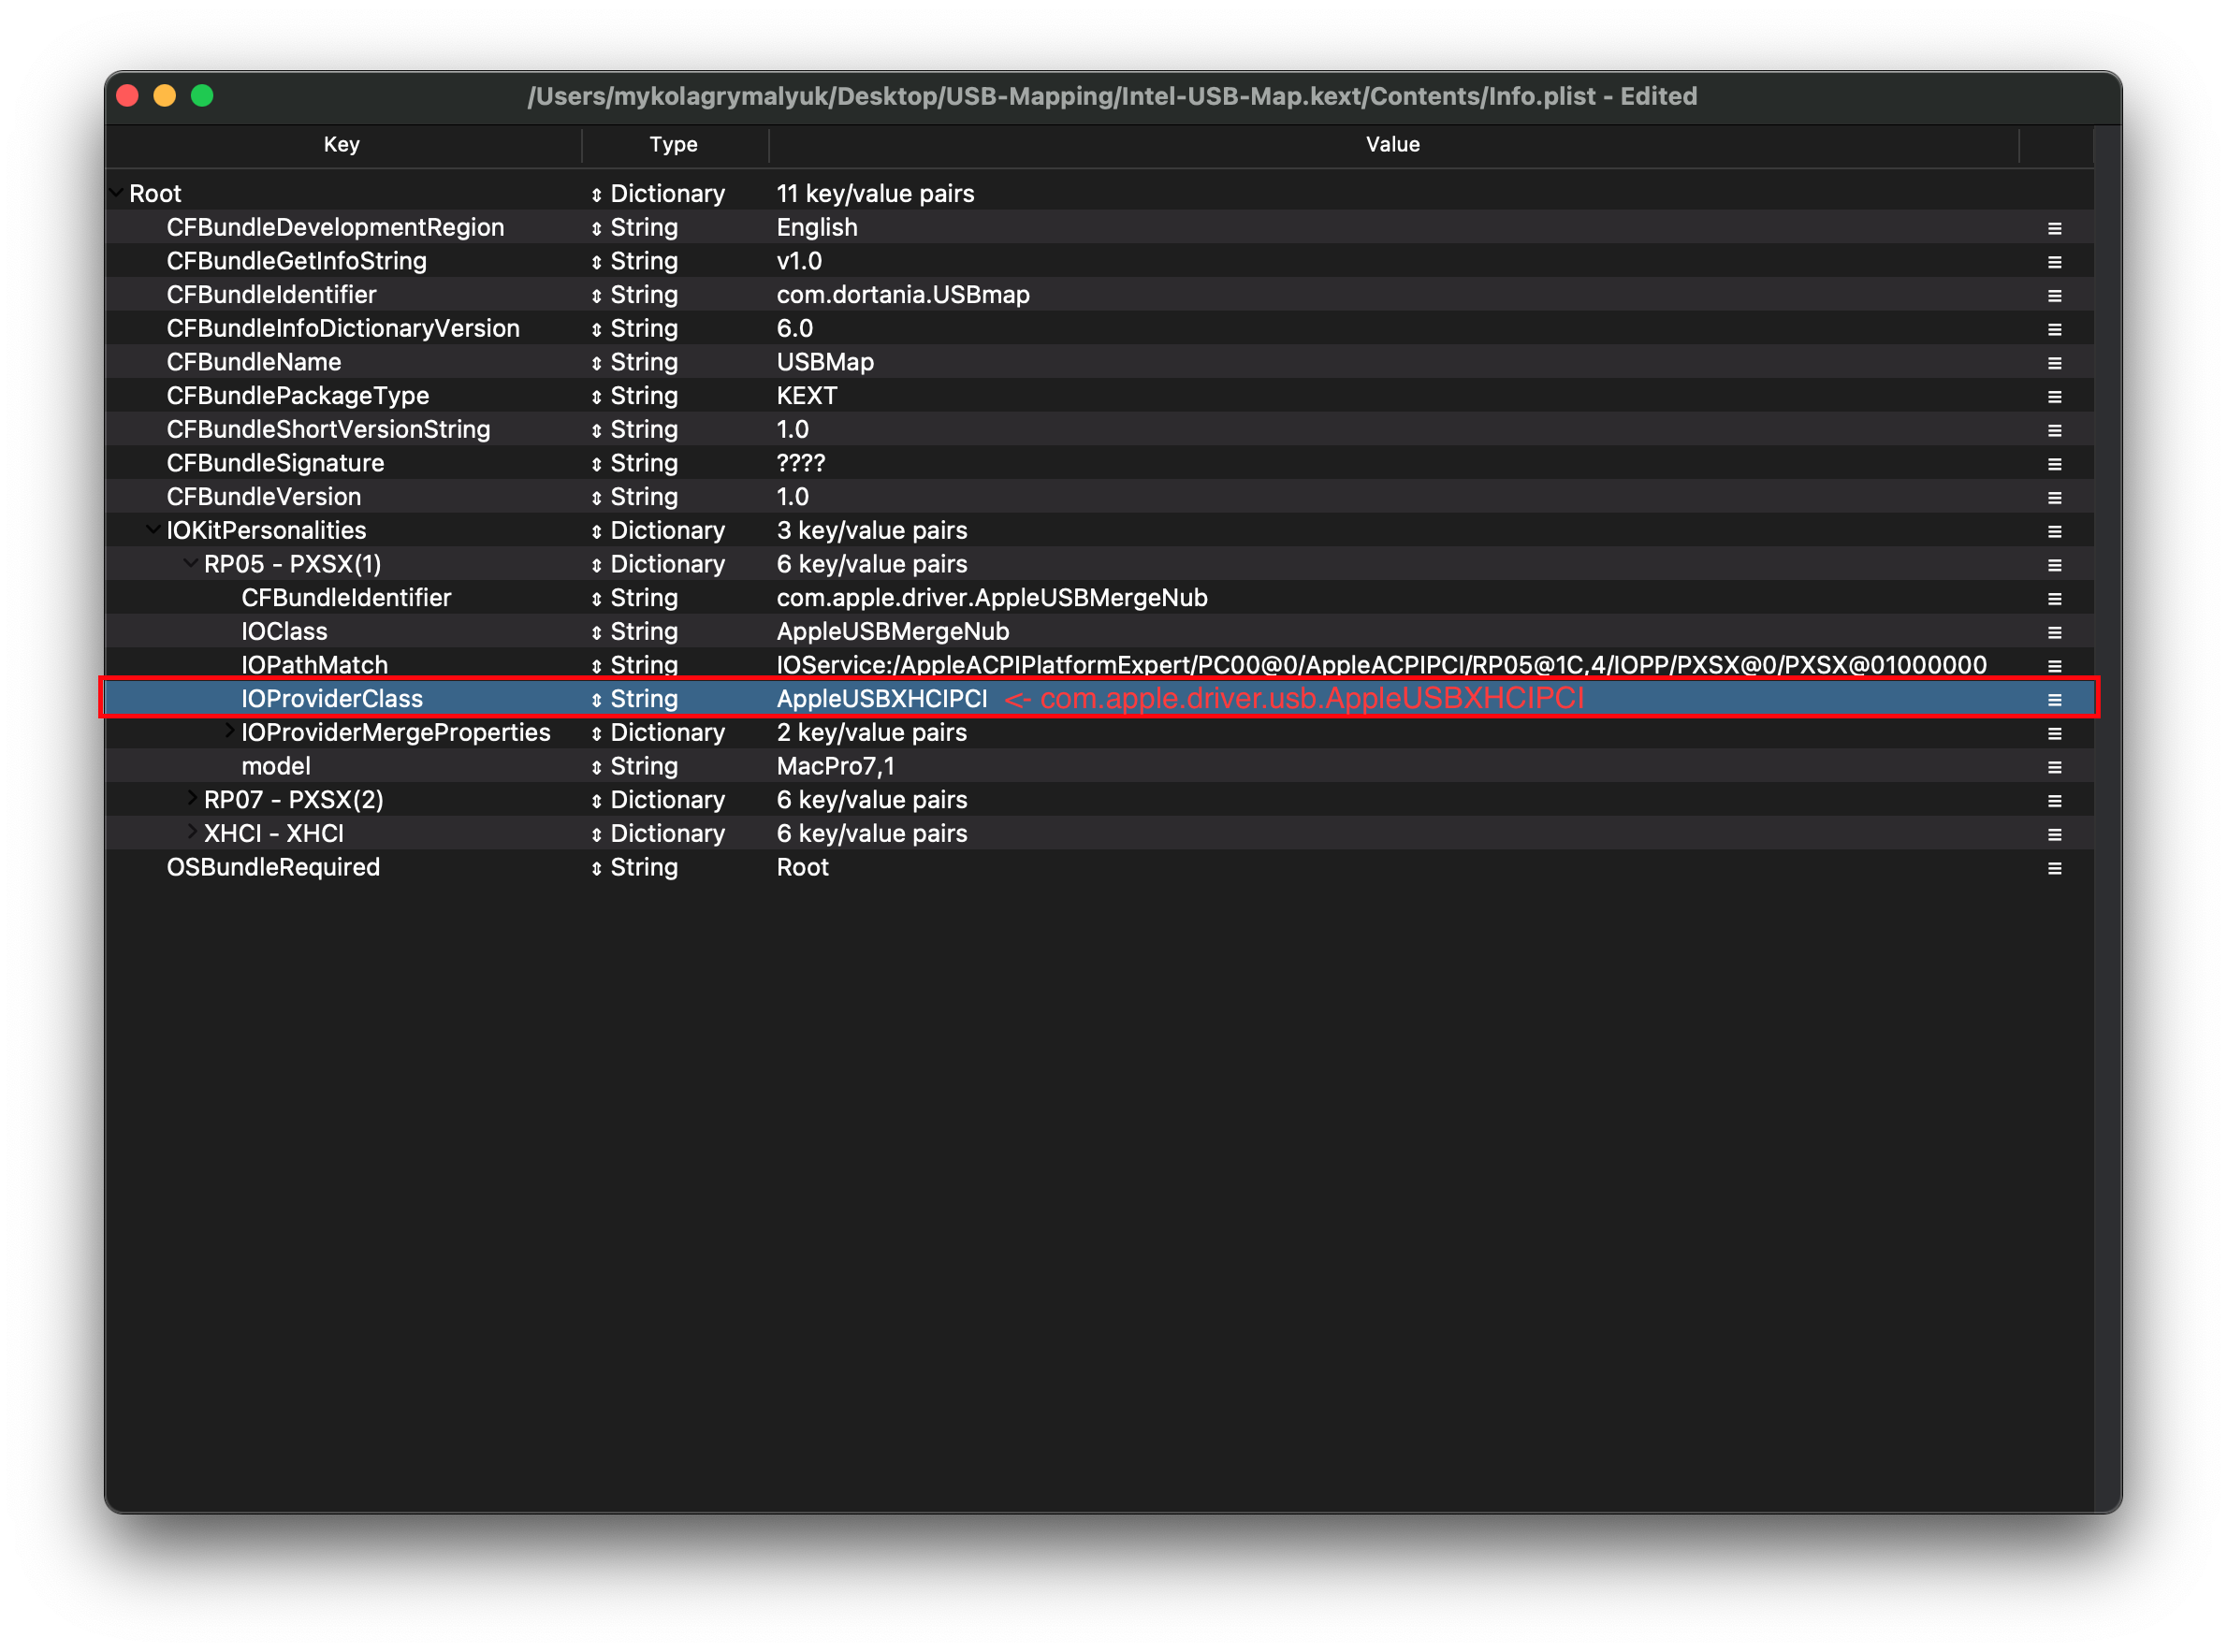 /Users/mykolagrymalyuk/Desktop/USB-Mapping/Intel-USB-Map.kext/Contents/Info.plist - Edited
Key Type Value
Root Dictionary 11 key/value pairs
CFBundleDevelopmentRegion String English
CFBundleGetInfoString String v1.0
CFBundleIdentifier String com.dortania.USBmap
CFBundleInfoDictionaryVersion String 6.0
CFBundleName String USBMap
CFBundlePackageType String KEXT
CFBundleShortVersionString String 1.0
CFBundleSignature String ????
CFBundleVersion String 1.0
IOKitPersonalities Dictionary 3 key/value pairs
RP05 - PXSX(1) Dictionary 6 key/value pairs
CFBundleIdentifier String com.apple.driver.AppleUSBMergeNub
IOClass String AppleUSBMergeNub
IOPathMatch String IOService:/AppleACPIPlatformExpert/PC00@0/AppleACPIPCI/RP05@1C,4/IOPP/PXSX@0/PXSX@01000000
IOProviderClass String AppleUSBXHCIPCI <- com.apple.driver.usb.AppleUSBXHCIPCI
IOProviderMergeProperties Dictionary 2 key/value pairs
model String MacPro7,1
RP07 - PXSX(2) Dictionary 6 key/value pairs
XHCI - XHCI Dictionary 6 key/value pairs
OSBundleRequired String Root